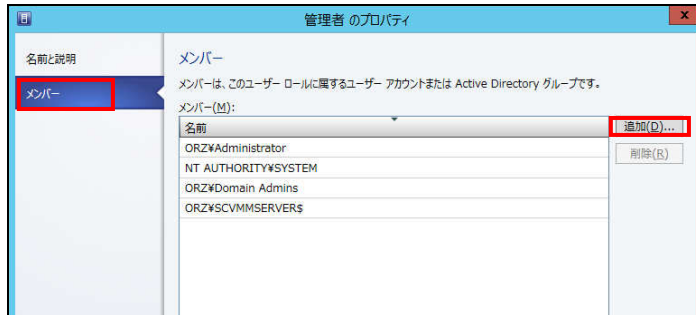 管理者 のプロパティ
x
名前と説明
メンバー
メンバー
メンバーは、このユーザー ロールに属するユーザー アカウントまたは Active Directory グループです。
メンバー(M):
名前
追加(D)...
ORZ¥Administrator
削除(R)
NT AUTHORITY¥SYSTEM
ORZ¥Domain Admins
ORZ¥SCVMMSERVER$